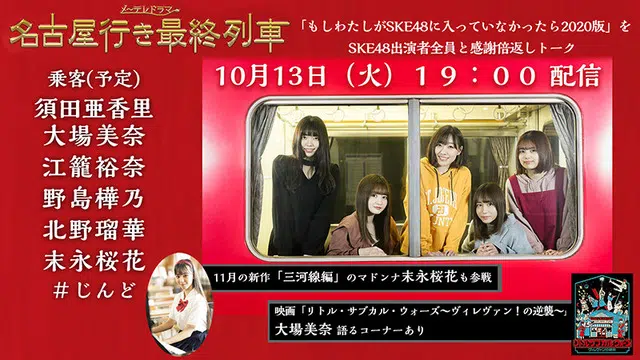 〜テレドラマ〜
名古屋行き最終列車
「もしわたしがSKE48に入っていなかったら2020版」を
SKE48出演者全員と感謝倍返しトーク
乗客(予定)
須田亜香里
大場美奈
江籠裕奈
野島樺乃
北野瑠華
末永桜花
#じんど
10月13日（火）19：00 配信
11月の新作「三河線編」のマドンナ末永桜花も参戦
映画「リトル・サブカル・ウォーズ〜ヴィレヴァン！の逆襲〜」
大場美奈 語るコーナーあり